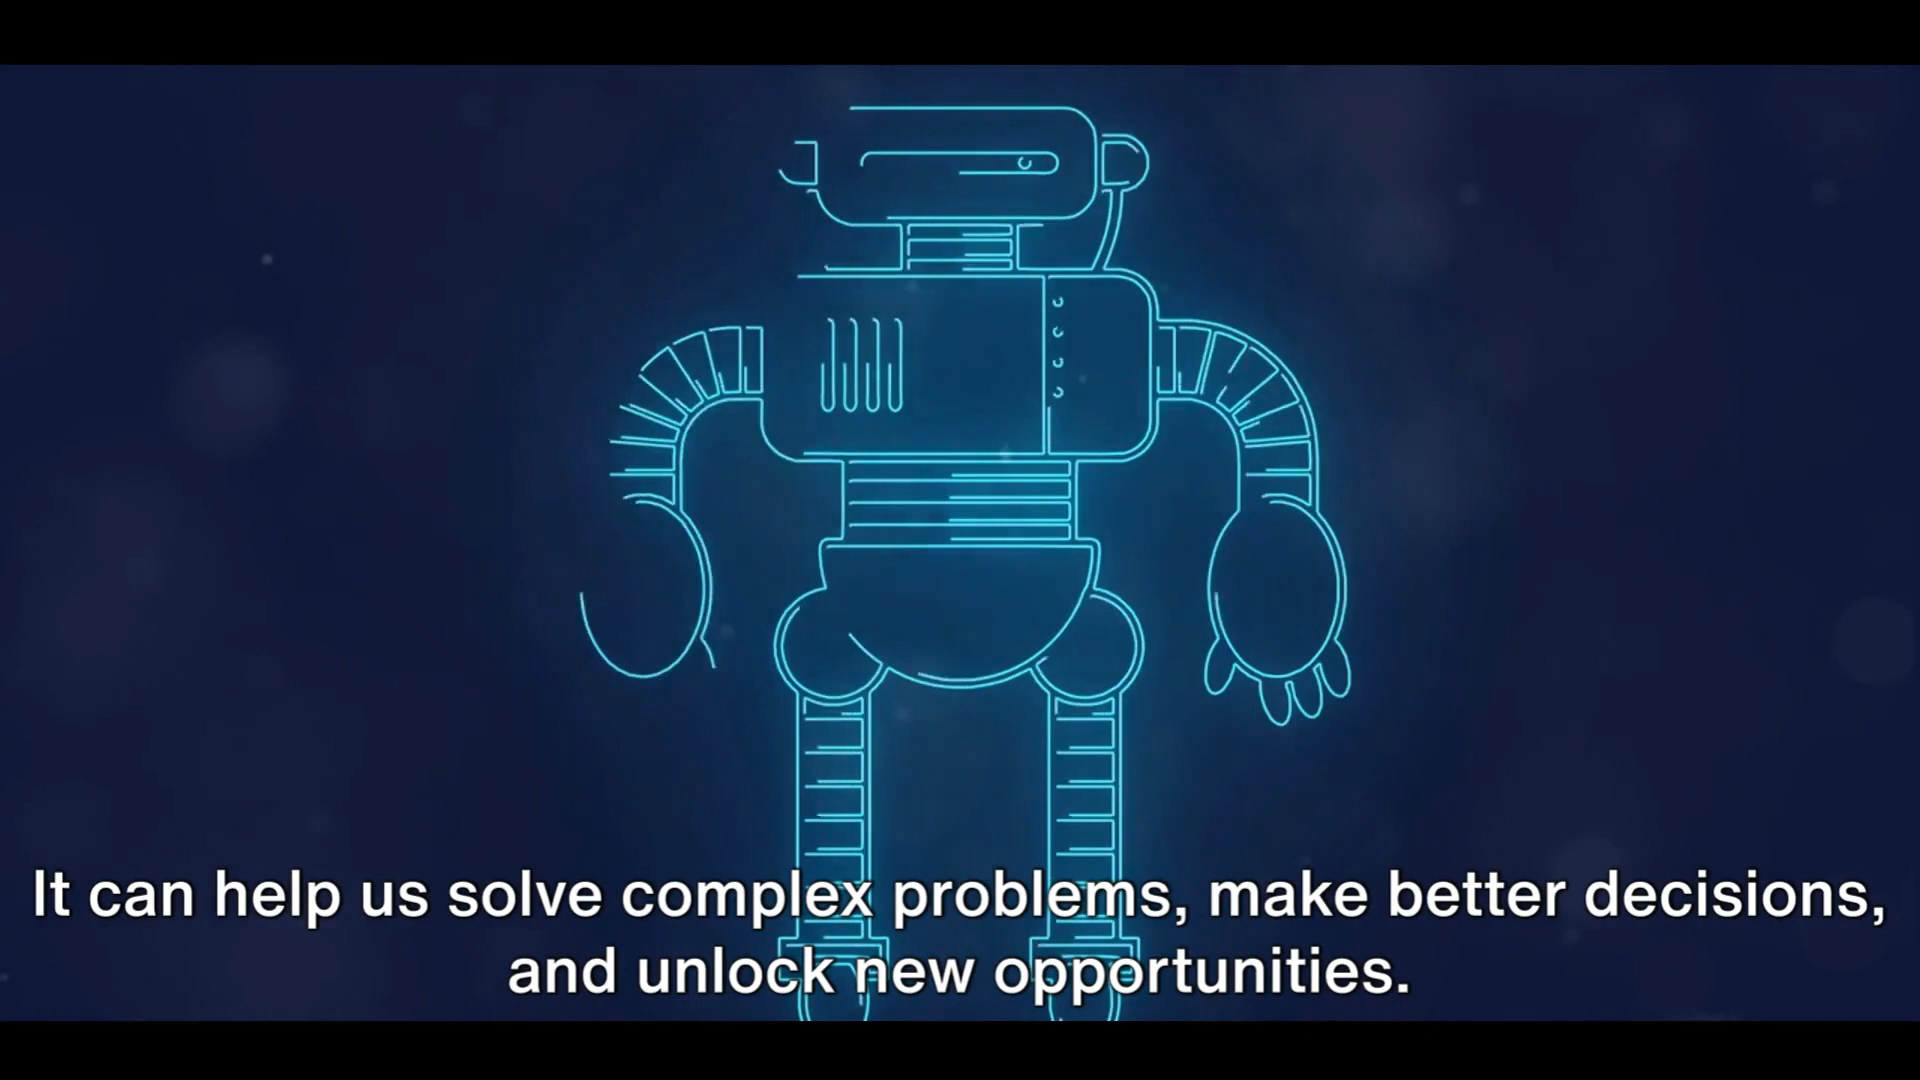 It can help us solve complex problems, make better decisions,
and unlock new opportunities.